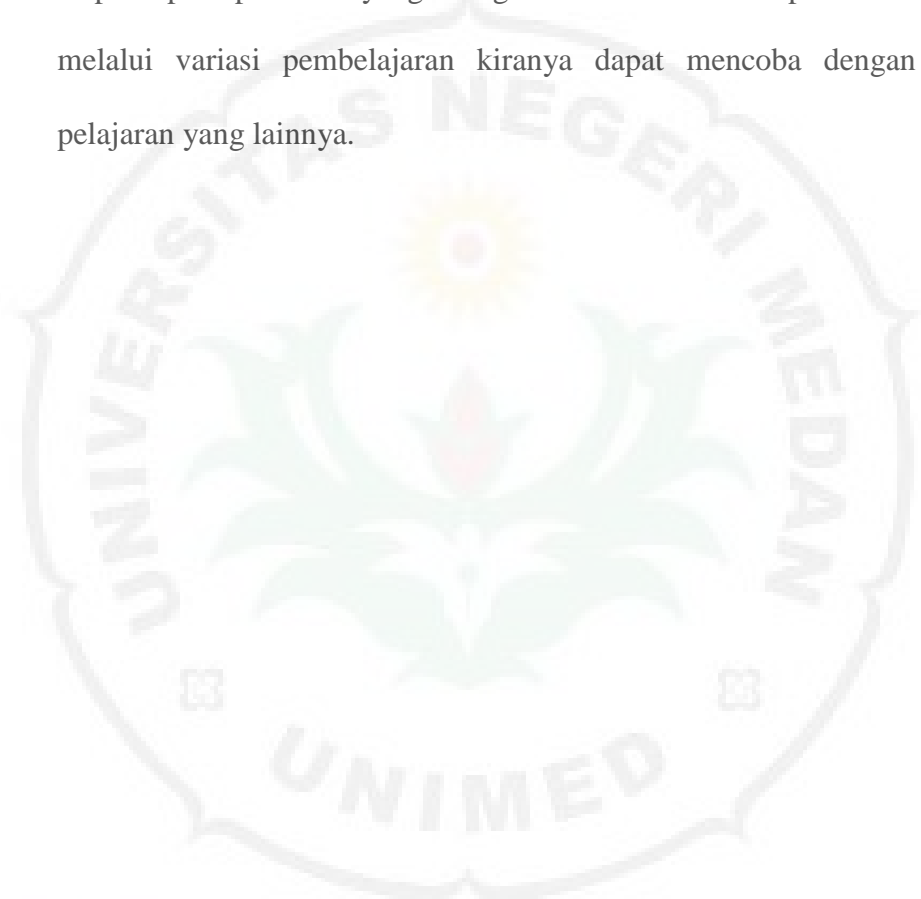 melalui variasi pembelajaran kiranya dapat mencoba dengan
pelajaran yang lainnya.
UNIVERSITAS NEGERI MEDAN
UNIMED